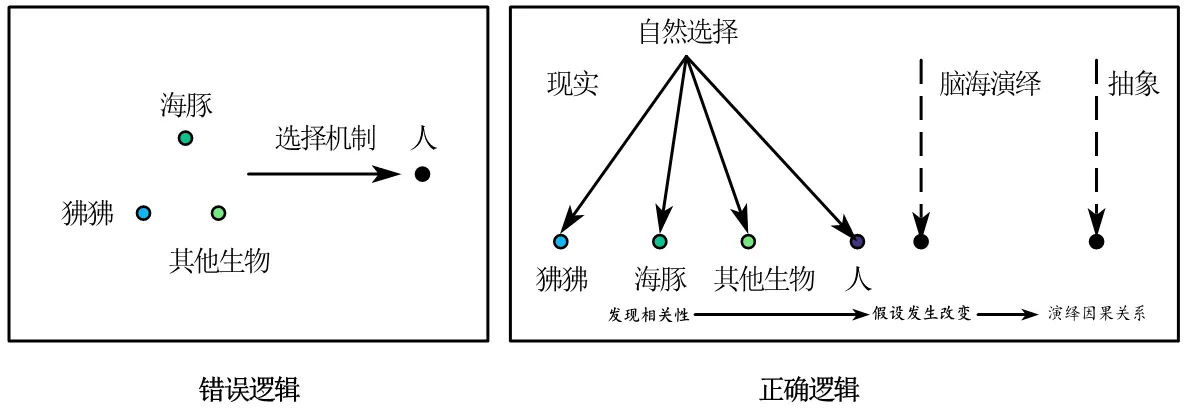 海豚
选择机制
人
狒狒
其他生物
错误逻辑
自然选择
现实
脑海演绎
抽象
狒狒
海豚
其他生物
人
发现相关性
假设发生改变
演绎因果关系
正确逻辑